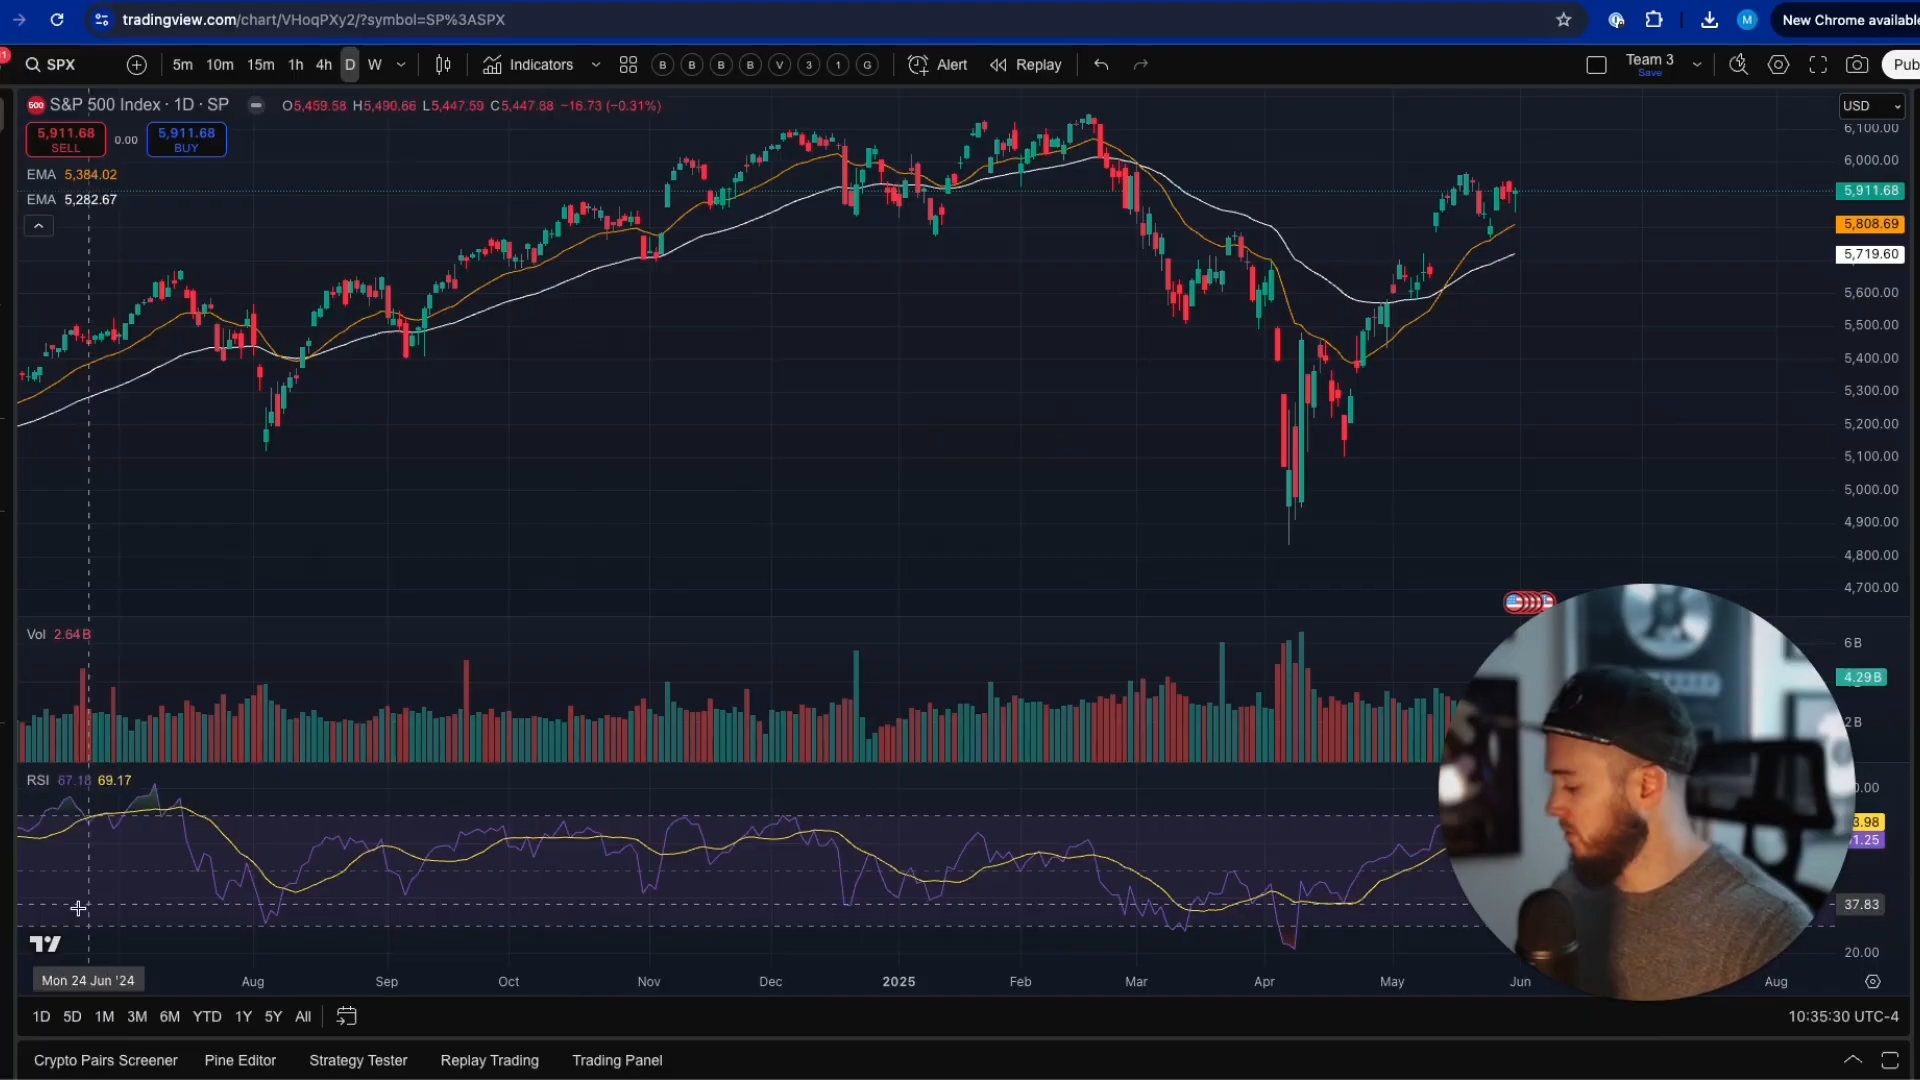 tradingview.com/chart/VHoqPXy2/?symbol=SP%3ASPX
M
New Chrome available
SPX
5m 10m 15m 1h 4h D W
Indicators
B B B B V 3 1 G
Alert
Replay
Team 3
Save
Pub
S&P 500 Index · 1D · SP
O5,459.58 H5,490.66 L5,447.59 C5,447.88 −16.73 (−0.31%)
USD
5,911.68
SELL
0.00
5,911.68
BUY
EMA 5,384.02
EMA 5,282.67
6,100.00
6,000.00
5,911.68
5,808.69
5,719.60
5,600.00
5,500.00
5,400.00
5,300.00
5,200.00
5,100.00
5,000.00
4,900.00
4,800.00
4,700.00
Vol 2.64B
6B
4.29B
2B
RSI 67.18 69.17
37.83
20.00
Mon 24 Jun '24
Aug Sep Oct Nov Dec 2025 Feb Mar Apr May Jun Aug
1D 5D 1M 3M 6M YTD 1Y 5Y All
10:35:30 UTC-4
Crypto Pairs Screener Pine Editor Strategy Tester Replay Trading Trading Panel